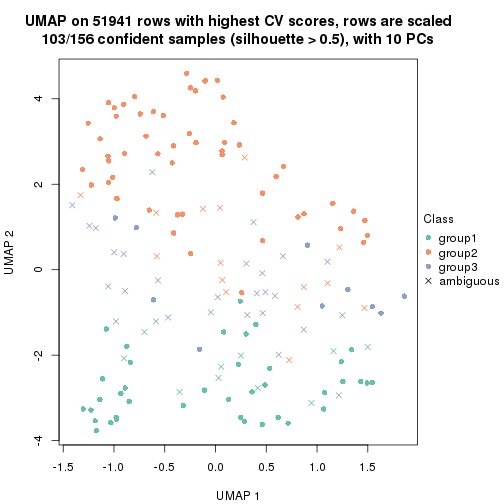 UMAP on 51941 rows with highest CV scores, rows are scaled
103/156 confident samples (silhouette > 0.5), with 10 PCs
4
2
0
-2
-4
UMAP 2
-1.5 -1.0 -0.5 0.0 0.5 1.0 1.5
UMAP 1
Class
group1
group2
group3
ambiguous